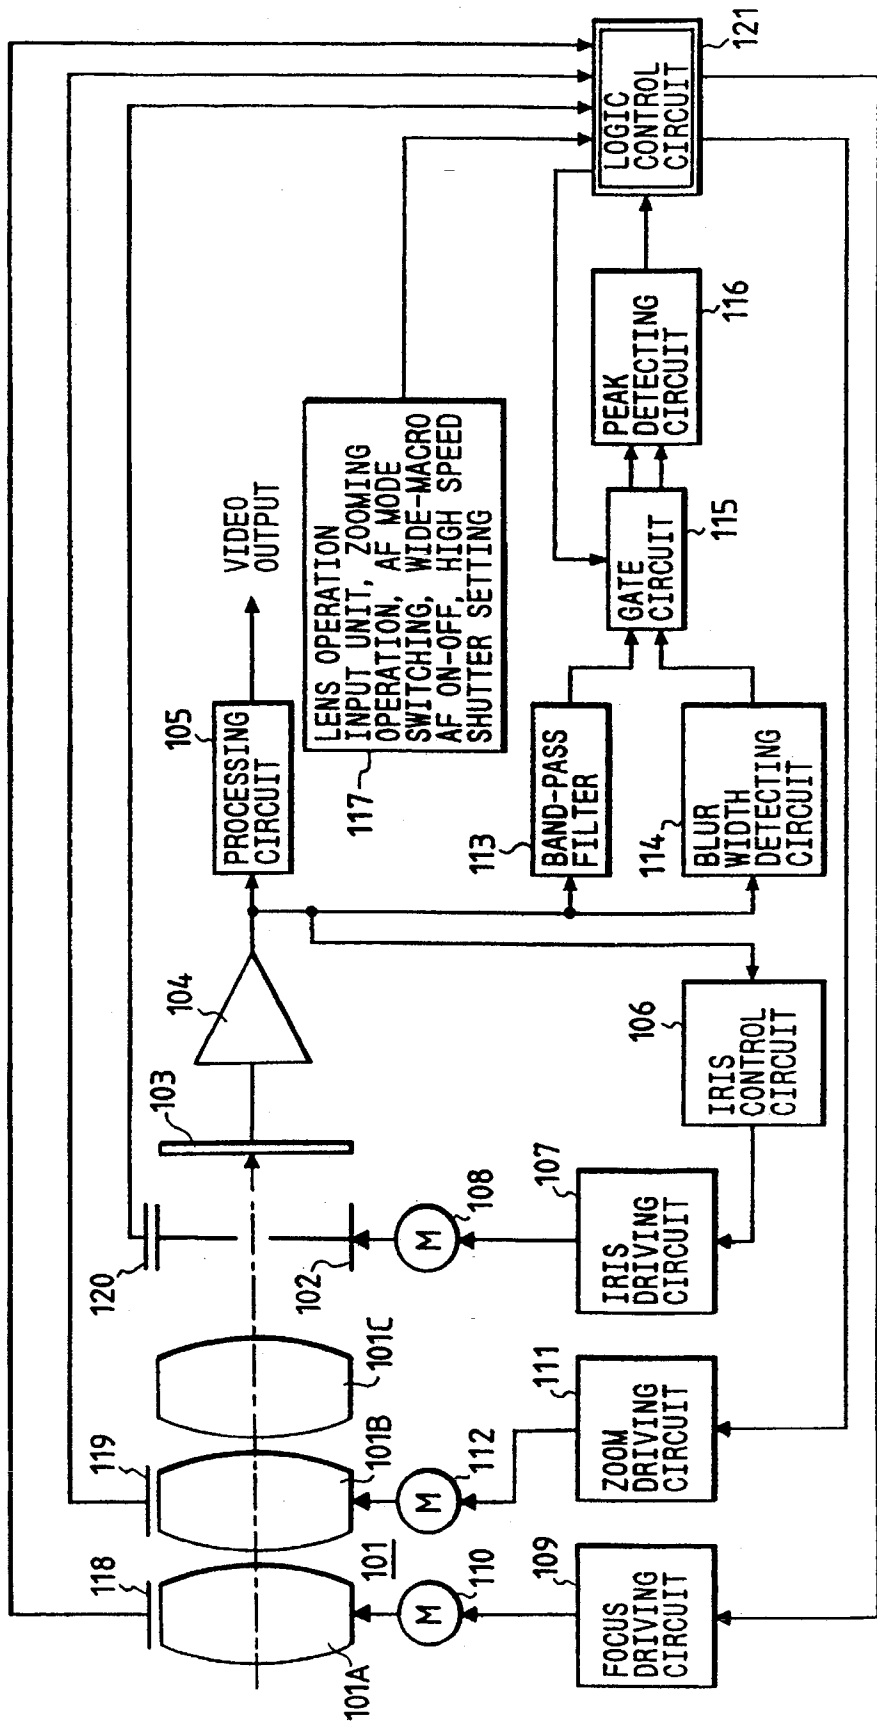 118
119
120
101A
101B
101C
101
102
103
104
105
PROCESSING
CIRCUIT
VIDEO
OUTPUT
M
110
M
112
M
108
109
FOCUS
DRIVING
CIRCUIT
111
ZOOM
DRIVING
CIRCUIT
107
IRIS
DRIVING
CIRCUIT
106
IRIS
CONTROL
CIRCUIT
117
LENS OPERATION
INPUT UNIT, ZOOMING
OPERATION, AF MODE
SWITCHING, WIDE-MACRO
AF ON-OFF, HIGH SPEED
SHUTTER SETTING
113
BAND-PASS
FILTER
114
BLUR
WIDTH
DETECTING
CIRCUIT
GATE
CIRCUIT
115
PEAK
DETECTING
CIRCUIT
116
LOGIC
CONTROL
CIRCUIT
121